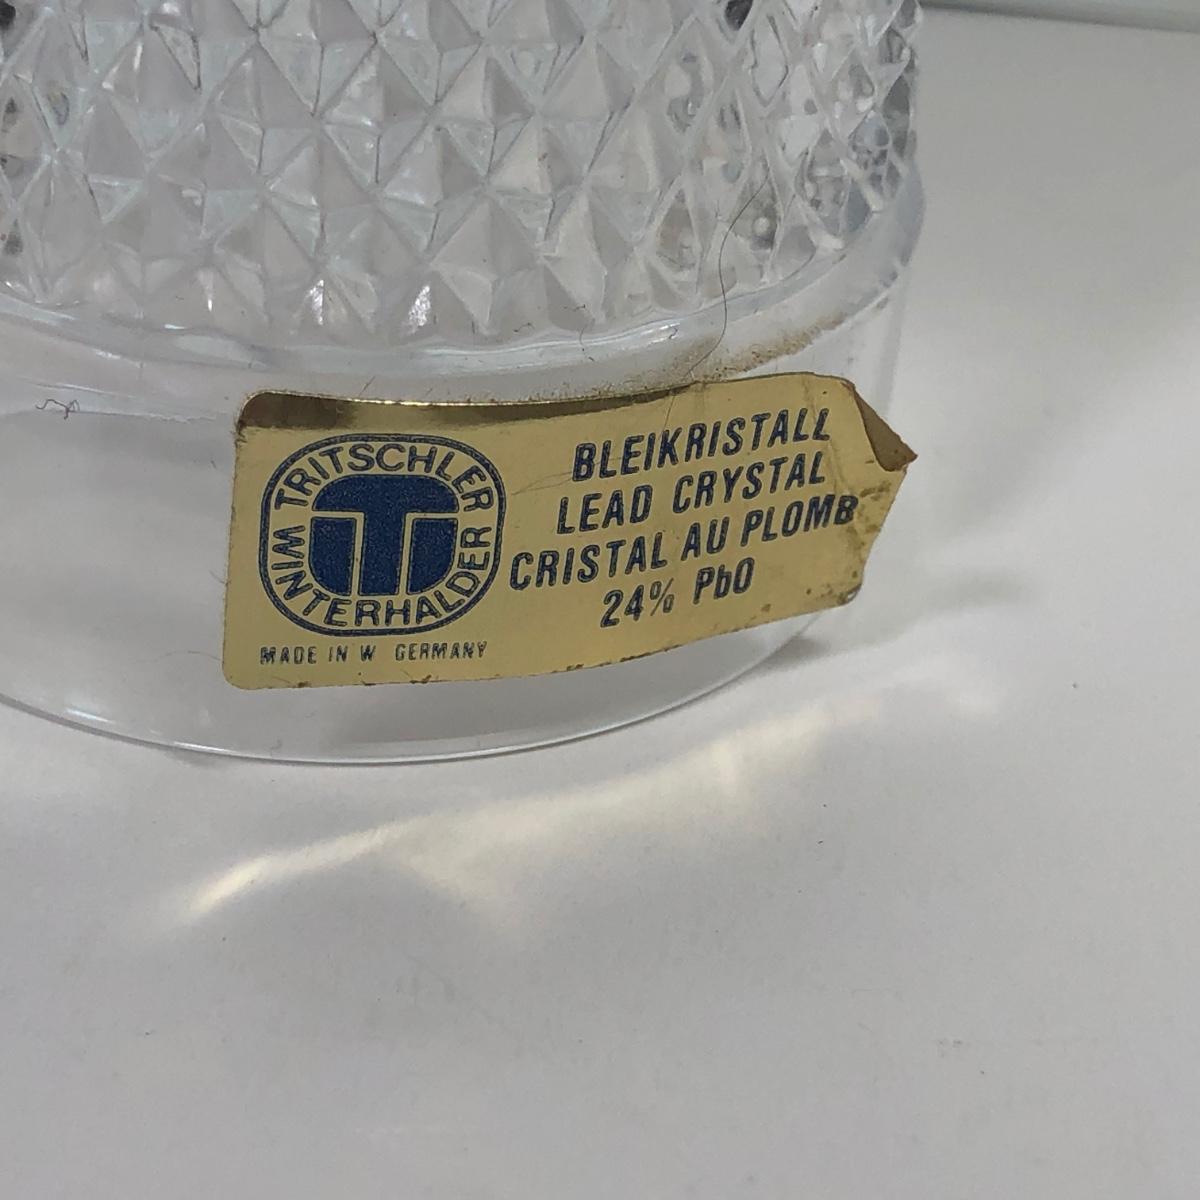 TRITSCHLER
WINTERHALDER
MADE IN W GERMANY
BLEIKRISTALL
LEAD CRYSTAL
CRISTAL AU PLOMB
24% PbO